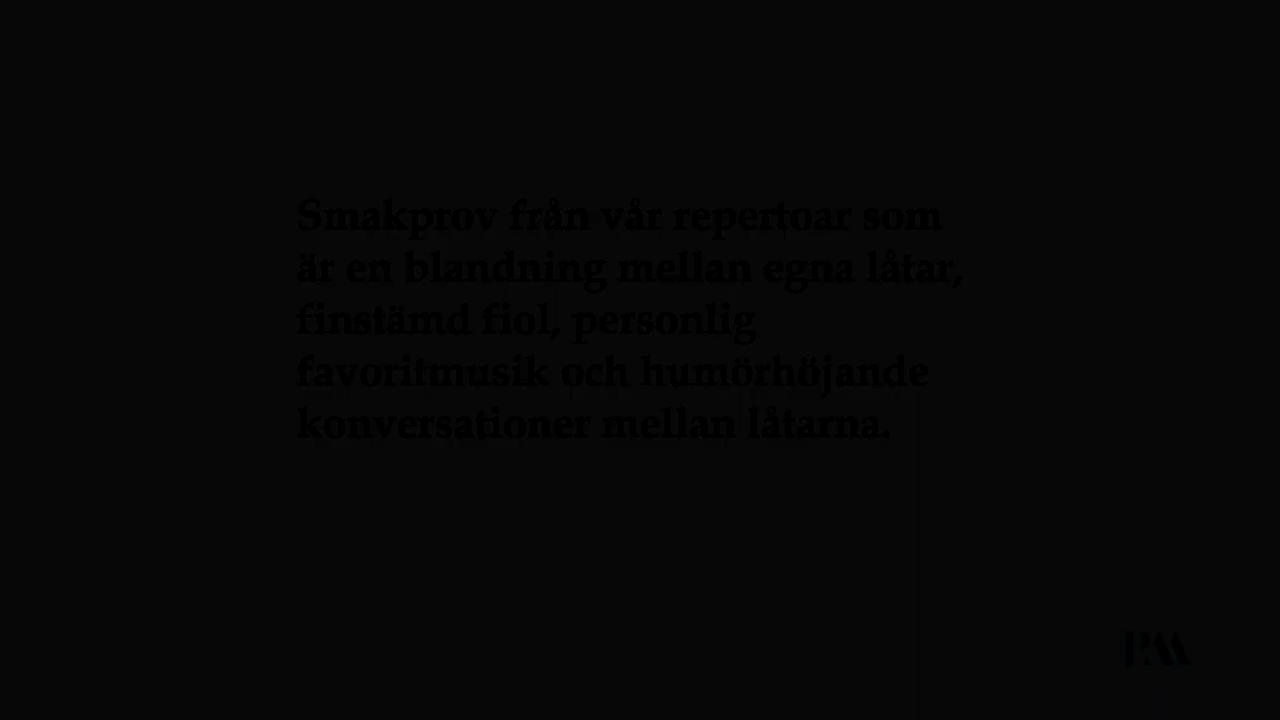 Smakprov från vår repertoar som
är en blandning mellan egna låtar,
finstämd fiol, personlig
favoritmusik och humörhöjande
konversationer mellan låtarna.